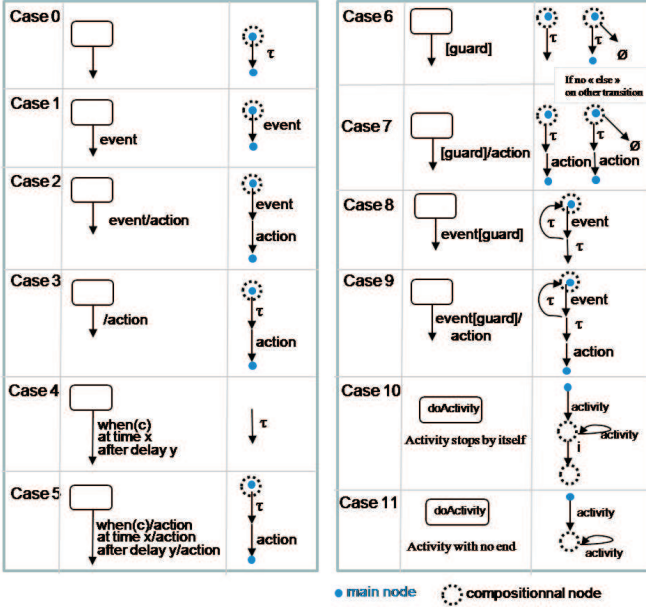 Case 0
τ
Case 1
event
event
Case 2
event/action
event
action
Case 3
/action
τ
action
Case 4
when(c)
at time x
after delay y
τ
Case 5
when(c)/action
at time x/action
after delay y/action
τ
action
Case 6
[guard]
τ
τ
Ø
If no « else »
on other transition
Case 7
[guard]/action
τ
action
τ
action
Ø
Case 8
event[guard]
τ
event
τ
Case 9
event[guard]/
action
τ
event
τ
action
Case 10
doActivity
Activity stops by itself
activity
activity
i
Case 11
doActivity
Activity with no end
activity
activity
main node
compositionnal node